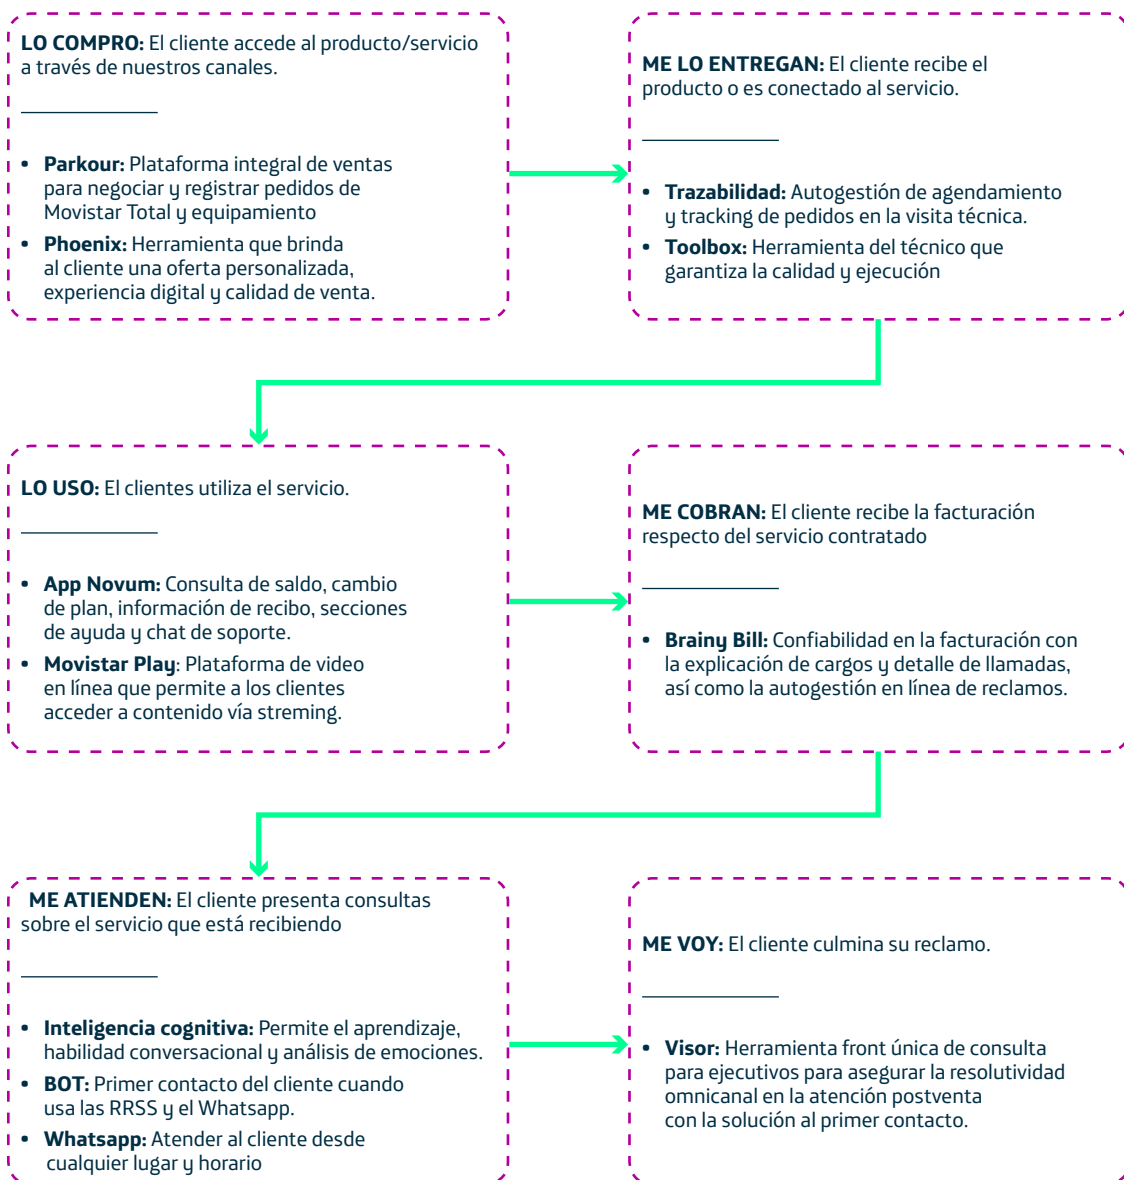 LO COMPRO: El cliente accede al producto/servicio
a través de nuestros canales.
• Parkour: Plataforma integral de ventas
para negociar y registrar pedidos de
Movistar Total y equipamiento
• Phoenix: Herramienta que brinda
al cliente una oferta personalizada,
experiencia digital y calidad de venta.
ME LO ENTREGAN: El cliente recibe el
producto o es conectado al servicio.
• Trazabilidad: Autogestión de agendamiento
y tracking de pedidos en la visita técnica.
• Toolbox: Herramienta del técnico que
garantiza la calidad y ejecución
LO USO: El clientes utiliza el servicio.
• App Novum: Consulta de saldo, cambio
de plan, información de recibo, secciones
de ayuda y chat de soporte.
• Movistar Play: Plataforma de video
en línea que permite a los clientes
acceder a contenido vía streming.
ME COBRAN: El cliente recibe la facturación
respecto del servicio contratado
• Brainy Bill: Confiabilidad en la facturación con
la explicación de cargos y detalle de llamadas,
así como la autogestión en línea de reclamos.
ME ATIENDEN: El cliente presenta consultas
sobre el servicio que está recibiendo
• Inteligencia cognitiva: Permite el aprendizaje,
habilidad conversacional y análisis de emociones.
• BOT: Primer contacto del cliente cuando
usa las RRSS y el Whatsapp.
• Whatsapp: Atender al cliente desde
cualquier lugar y horario
ME VOY: El cliente culmina su reclamo.
• Visor: Herramienta front única de consulta
para ejecutivos para asegurar la resolutividad
omnicanal en la atención postventa
con la solución al primer contacto.